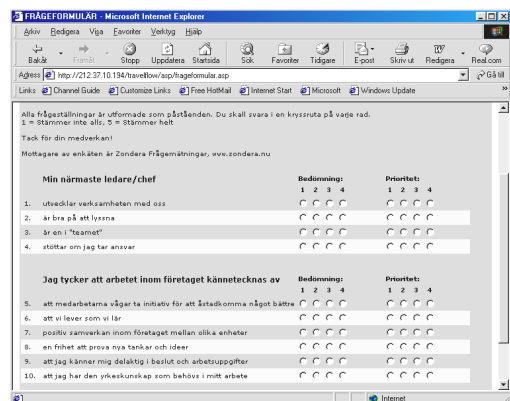 FRÅGEFORMULÄR - Microsoft Internet Explorer
Arkiv Redigera Visa Favoriter Verktyg Hjälp
Bakåt Framåt Stopp Uppdatera Startsida Sök Favoriter Tidigare E-post Skriv ut Redigera Real.com
Adress http://212.37.10.194/travelflow/asp/frageformular.asp Gå till
Links Channel Guide Customize Links Free HotMail Internet Start Microsoft Windows Update »
Alla frågeställningar är utformade som påståenden. Du skall svara i en kryssruta på varje rad.
1 = Stämmer inte alls, 5 = Stämmer helt
Tack för din medverkan!
Mottagare av enkäten är Zondera Frågemätningar, www.zondera.nu
Min närmaste ledare/chef Bedömning: Prioritet:
1 2 3 4 1 2 3 4
1. utvecklar verksamheten med oss
2. är bra på att lyssna
3. är en i "teamet"
4. stöttar om jag tar ansvar
Jag tycker att arbetet inom företaget kännetecknas av Bedömning: Prioritet:
1 2 3 4 1 2 3 4
5. att medarbetarna vågar ta initiativ för att åstadkomma något bättre
6. att vi lever som vi lär
7. positiv samverkan inom företaget mellan olika enheter
8. en frihet att prova nya tankar och ideer
9. att jag känner mig delaktig i beslut och arbetsuppgifter
10. att jag har den yrkeskunskap som behövs i mitt arbete
Internet